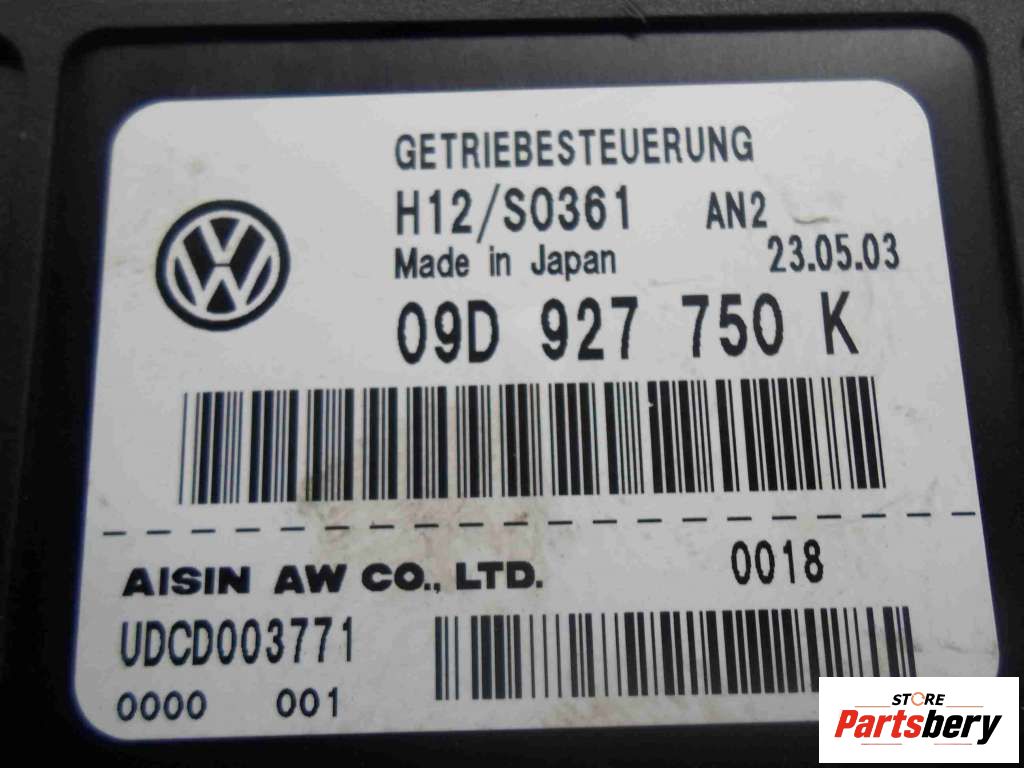 GETRIEBESTEUERUNG
H12/S0361 AN2
Made in Japan 23.05.03
09D 927 750 K
AISIN AW CO., LTD. 0018
UDCD003771
0000 001
STORE
Partsbery